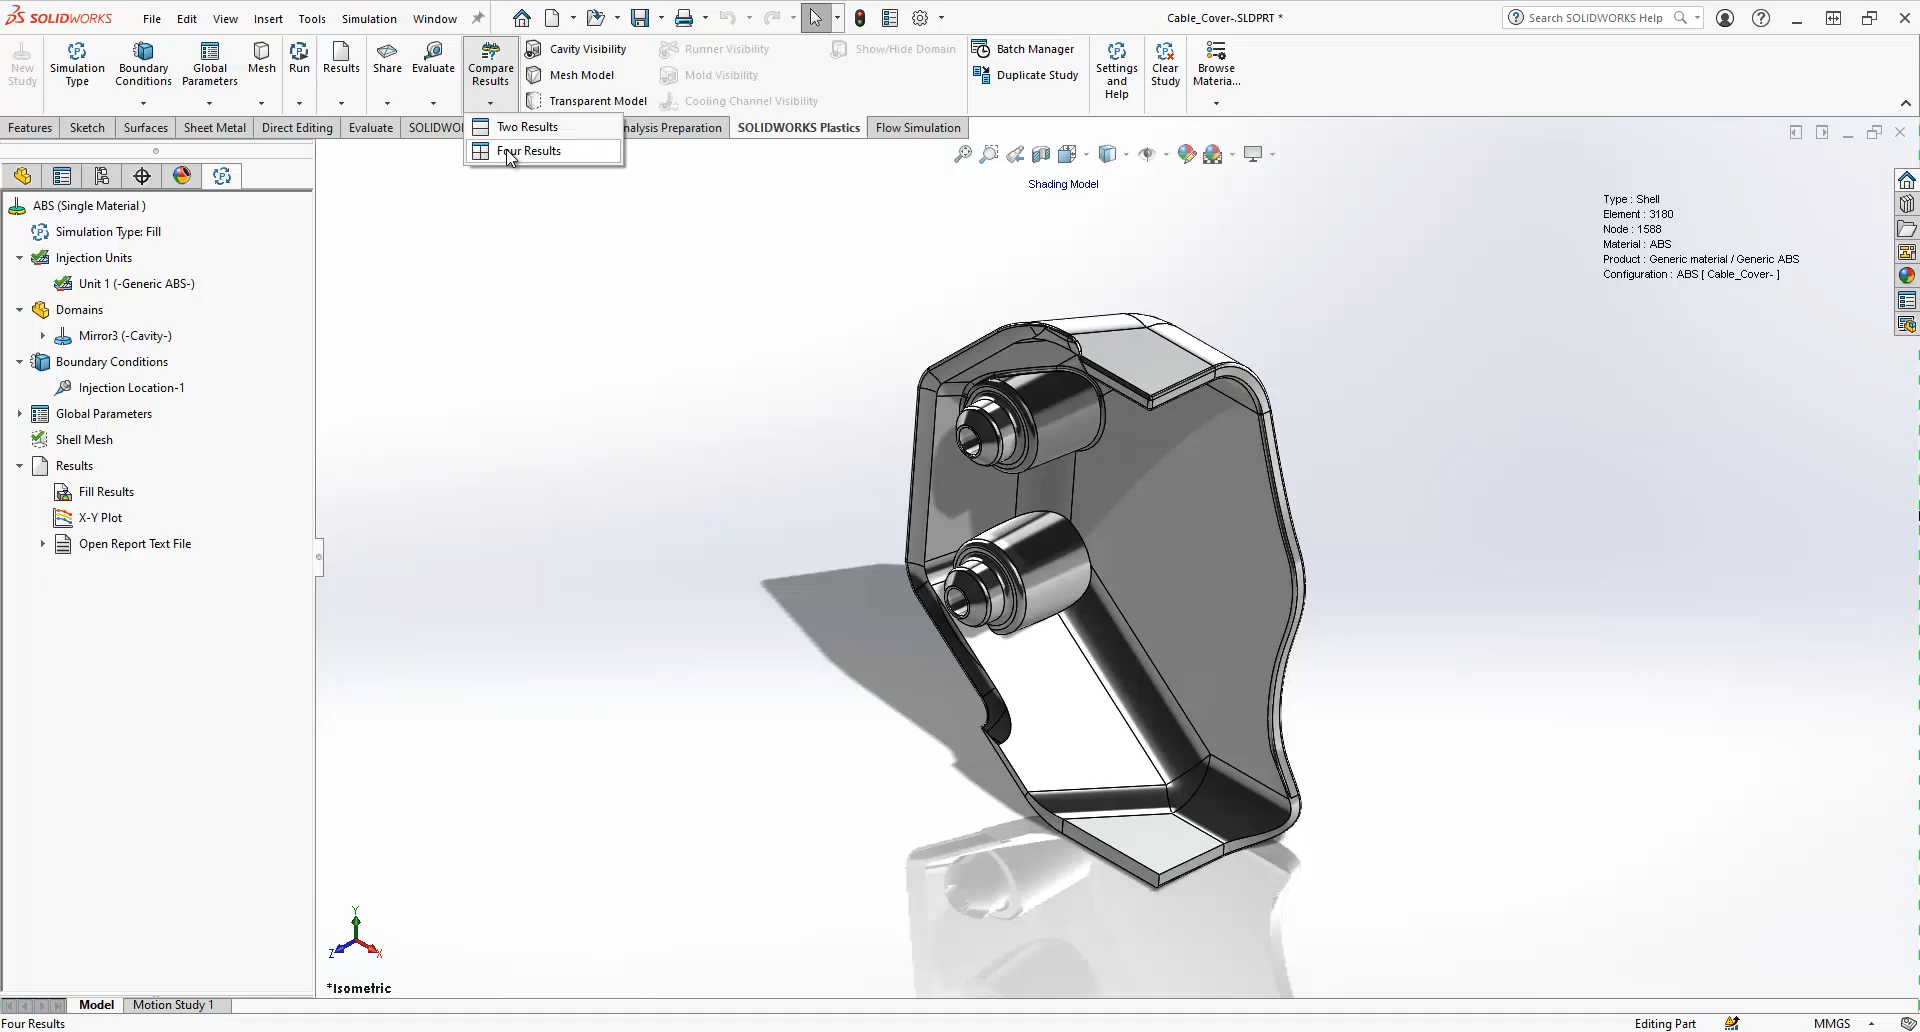 SOLIDWORKS File Edit View Insert Tools Simulation Window Cable_Cover-.SLDPRT * Search SOLIDWORKS Help
New Study
Simulation Type
Boundary Conditions
Global Parameters
Mesh
Run
Results
Share
Evaluate
Compare Results
Cavity Visibility
Mesh Model
Transparent Model
Runner Visibility
Mold Visibility
Cooling Channel Visibility
Show/Hide Domain
Batch Manager
Duplicate Study
Settings and Help
Clear Study
Browse Materia...
Features Sketch Surfaces Sheet Metal Direct Editing Evaluate SOLIDWO nalysis Preparation SOLIDWORKS Plastics Flow Simulation
Two Results
Four Results
Shading Model
Type : Shell
Element : 3180
Node : 1588
Material : ABS
Product : Generic material / Generic ABS
Configuration : ABS [ Cable_Cover- ]
ABS (Single Material )
Simulation Type: Fill
Injection Units
Unit 1 (-Generic ABS-)
Domains
Mirror3 (-Cavity-)
Boundary Conditions
Injection Location-1
Global Parameters
Shell Mesh
Results
Fill Results
X-Y Plot
Open Report Text File
Y
Z
X
*Isometric
Model Motion Study 1
Four Results Editing Part MMGS